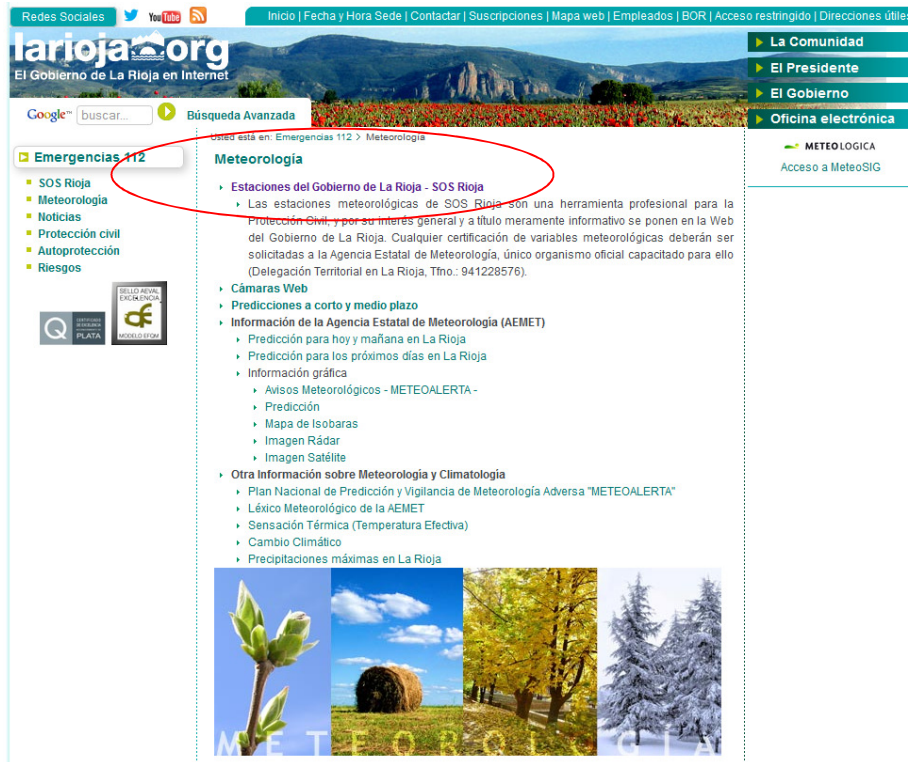 Redes Sociales
You Tube
Inicio | Fecha y Hora Sede | Contactar | Suscripciones | Mapa web | Empleados | BOR | Acceso restringido | Direcciones útiles
larioja org
El Gobierno de La Rioja en Internet
La Comunidad
El Presidente
El Gobierno
Oficina electrónica
Google™ buscar... Búsqueda Avanzada
Usted está en: Emergencias 112 > Meteorología
METEOLOGICA
Acceso a MeteoSIG
Emergencias 112
SOS Rioja
Meteorología
Noticias
Protección civil
Autoprotección
Riesgos
Q
PLATA
SELLO AEVAL
EXCELENCIA
MODELO EFQM
Meteorología
Estaciones del Gobierno de La Rioja - SOS Rioja
Las estaciones meteorológicas de SOS Rioja son una herramienta profesional para la
Protección Civil, y por su interés general y a título meramente informativo se ponen en la Web
del Gobierno de La Rioja. Cualquier certificación de variables meteorológicas deberán ser
solicitadas a la Agencia Estatal de Meteorología, único organismo oficial capacitado para ello
(Delegación Territorial en La Rioja, Tfno.: 941228576).
Cámaras Web
Predicciones a corto y medio plazo
Información de la Agencia Estatal de Meteorología (AEMET)
Predicción para hoy y mañana en La Rioja
Predicción para los próximos días en La Rioja
Información gráfica
Avisos Meteorológicos - METEOALERTA -
Predicción
Mapa de Isobaras
Imagen Rádar
Imagen Satélite
Otra Información sobre Meteorología y Climatología
Plan Nacional de Predicción y Vigilancia de Meteorología Adversa "METEOALERTA"
Léxico Meteorológico de la AEMET
Sensación Térmica (Temperatura Efectiva)
Cambio Climático
Precipitaciones máximas en La Rioja
METEOROLOGÍA